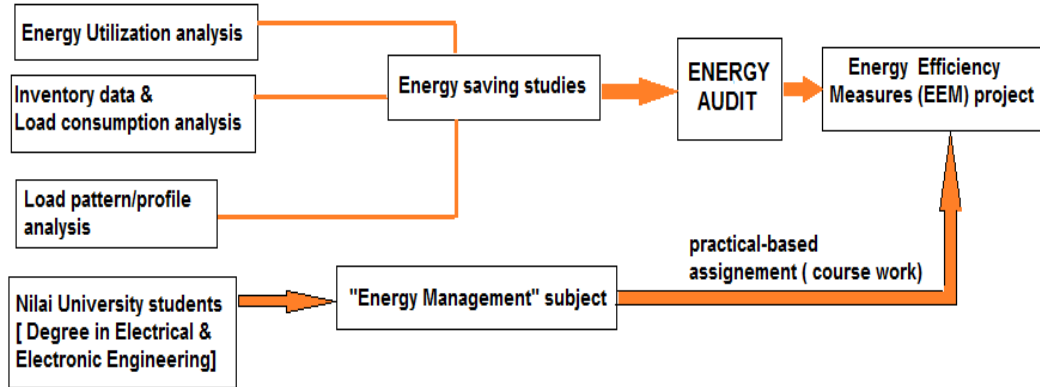 Energy Utilization analysis
Inventory data &
Load consumption analysis
Load pattern/profile
analysis
Energy saving studies
ENERGY
AUDIT
Energy Efficiency
Measures (EEM) project
Nilai University students
[ Degree in Electrical &
Electronic Engineering]
"Energy Management" subject
practical-based
assignement ( course work)